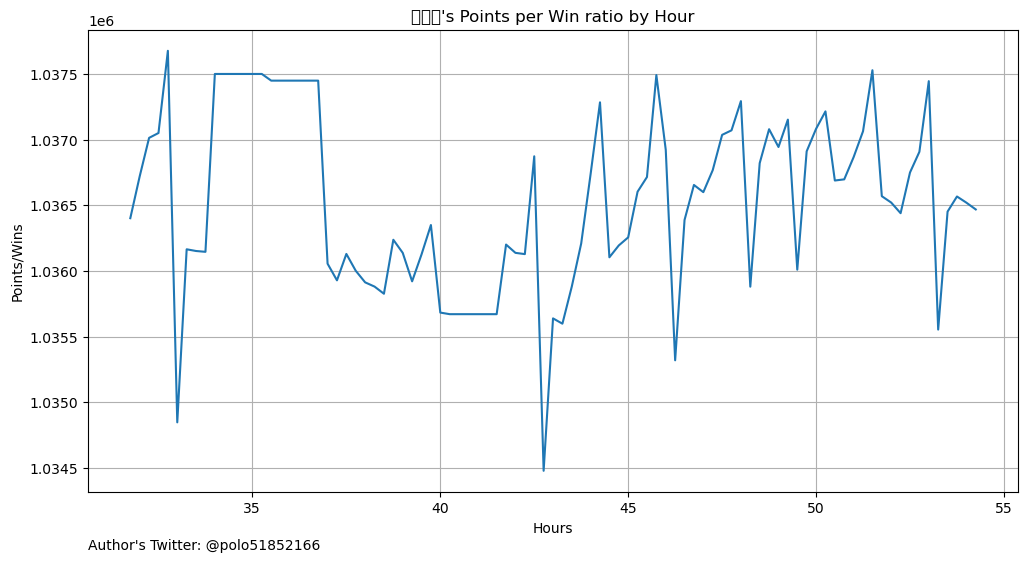 's Points per Win ratio by Hour
1e6
1.0375
1.0370
1.0365
1.0360
1.0355
1.0350
1.0345
Points/Wins
35
40
45
50
55
Hours
Author's Twitter: @polo51852166